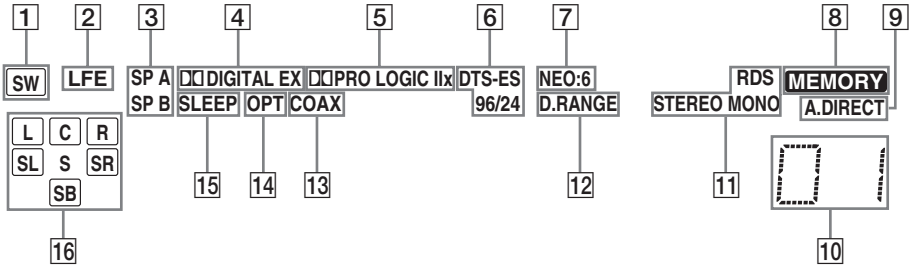 1 2 3 4 5 6 7 8 9
SW LFE SP A DIGITAL EX PRO LOGIC IIx DTS-ES NEO:6 RDS MEMORY
SP B SLEEP OPT COAX 96/24 D.RANGE STEREO MONO A.DIRECT
L C R
SL S SR
SB
01
15 14 13 12 11
16 10